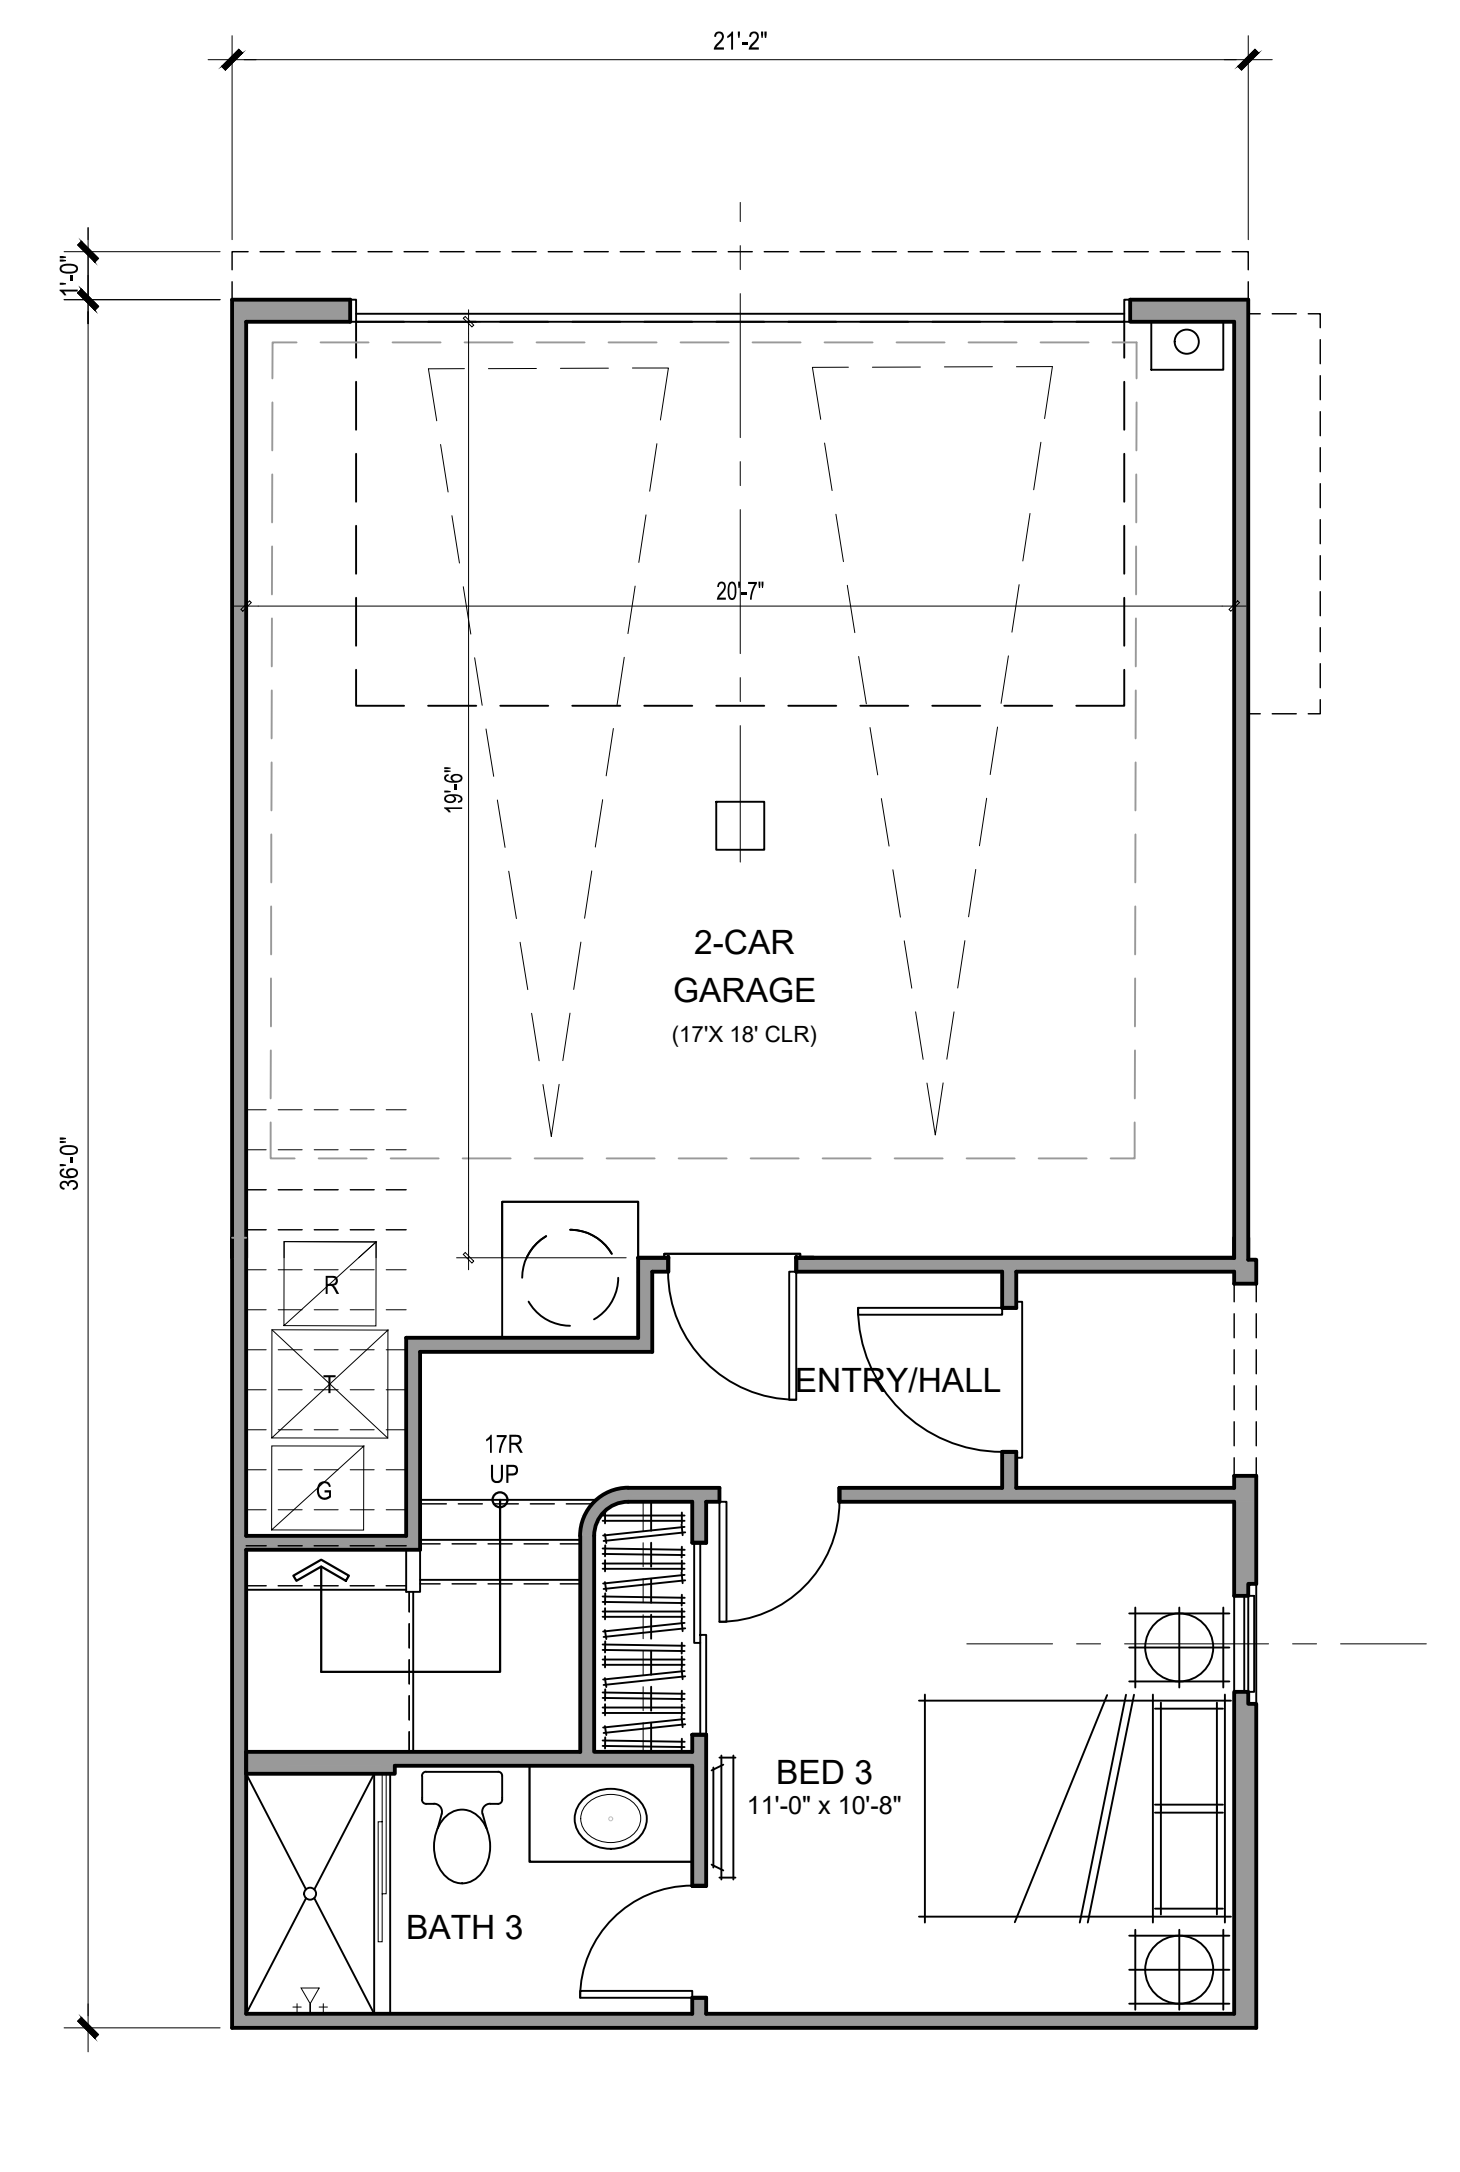 21'-2"
1'-0"
20'-7"
19'-6"
2-CAR
GARAGE
(17'X 18' CLR)
36'-0"
R
T
G
ENTRY/HALL
17R
UP
BED 3
11'-0" x 10'-8"
BATH 3